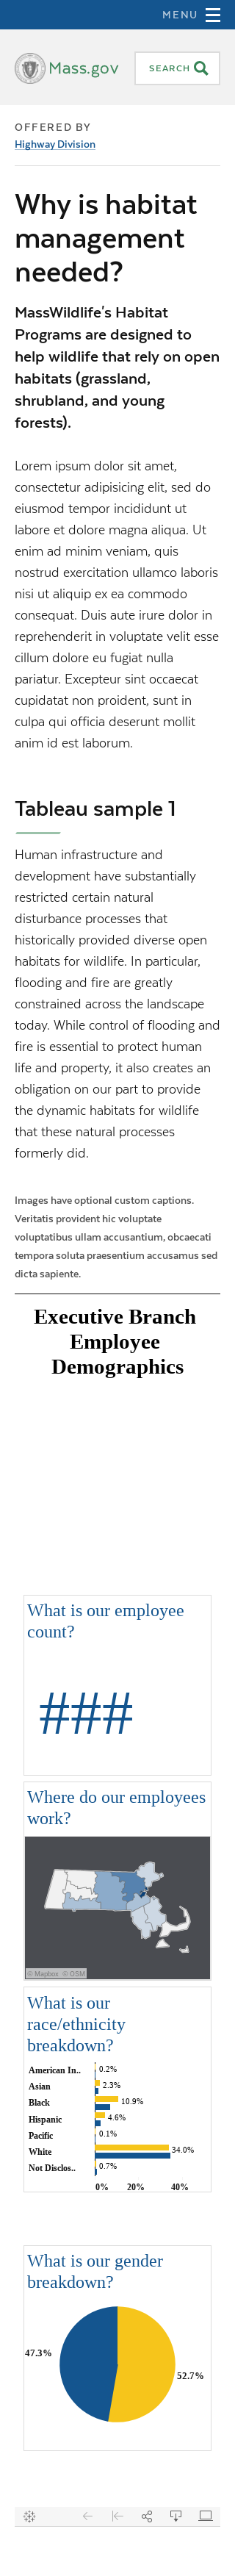 MENU
Mass.gov
SEARCH
OFFERED BY
Highway Division
Why is habitat
management
needed?
MassWildlife's Habitat
Programs are designed to
help wildlife that rely on open
habitats (grassland,
shrubland, and young
forests).
Lorem ipsum dolor sit amet,
consectetur adipisicing elit, sed do
eiusmod tempor incididunt ut
labore et dolore magna aliqua. Ut
enim ad minim veniam, quis
nostrud exercitation ullamco laboris
nisi ut aliquip ex ea commodo
consequat. Duis aute irure dolor in
reprehenderit in voluptate velit esse
cillum dolore eu fugiat nulla
pariatur. Excepteur sint occaecat
cupidatat non proident, sunt in
culpa qui officia deserunt mollit
anim id est laborum.
Tableau sample 1
Human infrastructure and
development have substantially
restricted certain natural
disturbance processes that
historically provided diverse open
habitats for wildlife. In particular,
flooding and fire are greatly
constrained across the landscape
today. While control of flooding and
fire is essential to protect human
life and property, it also creates an
obligation on our part to provide
the dynamic habitats for wildlife
that these natural processes
formerly did.
Images have optional custom captions.
Veritatis provident hic voluptate
voluptatibus ullam accusantium, obcaecati
tempora soluta praesentium accusamus sed
dicta sapiente.
Executive Branch
Employee
Demographics
What is our employee
count?
###
Where do our employees
work?
© Mapbox © OSM
What is our
race/ethnicity
breakdown?
American In.. 0.2%
Asian 2.3%
Black 10.9%
Hispanic 4.6%
Pacific 0.1%
White 34.0%
Not Disclos.. 0.7%
0% 20% 40%
What is our gender
breakdown?
47.3%
52.7%